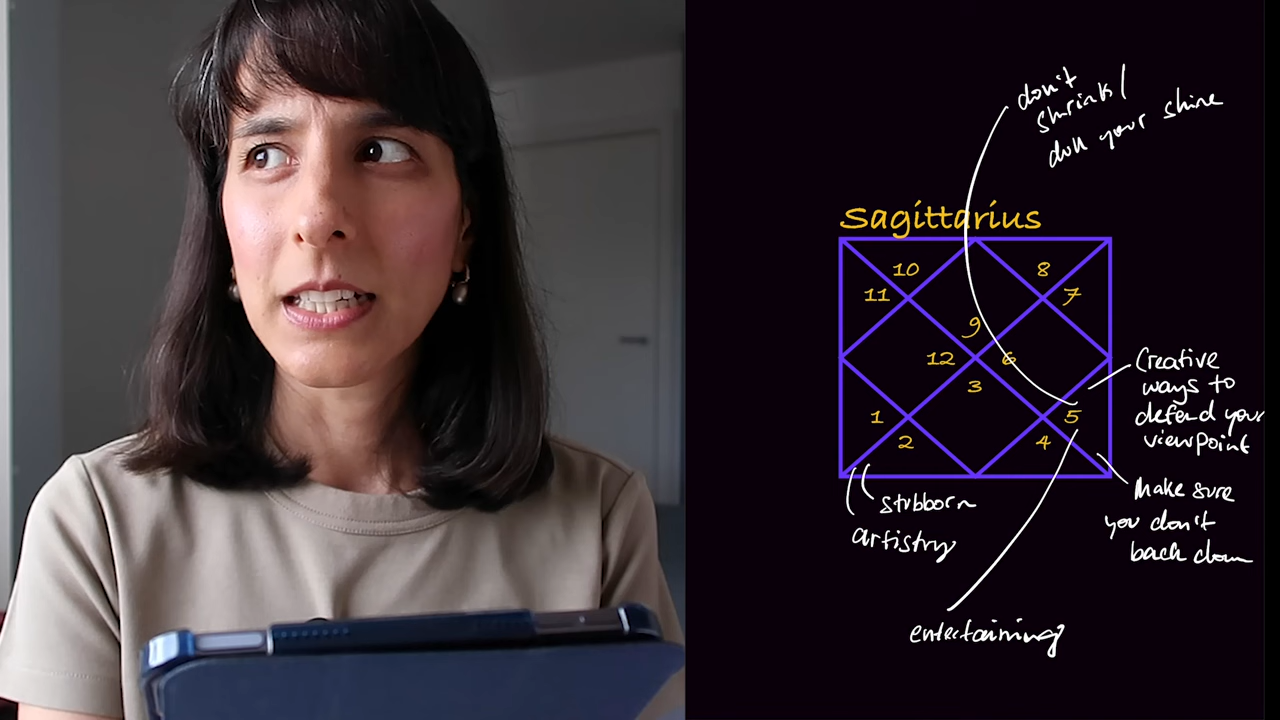 don't
shrink/
dull your shine
Sagittarius
10
8
11
7
9
12
6
3
1
5
2
4
Creative
ways to
defend your
viewpoint
Make sure
you don't
back down
stubborn
artistry
entertaining